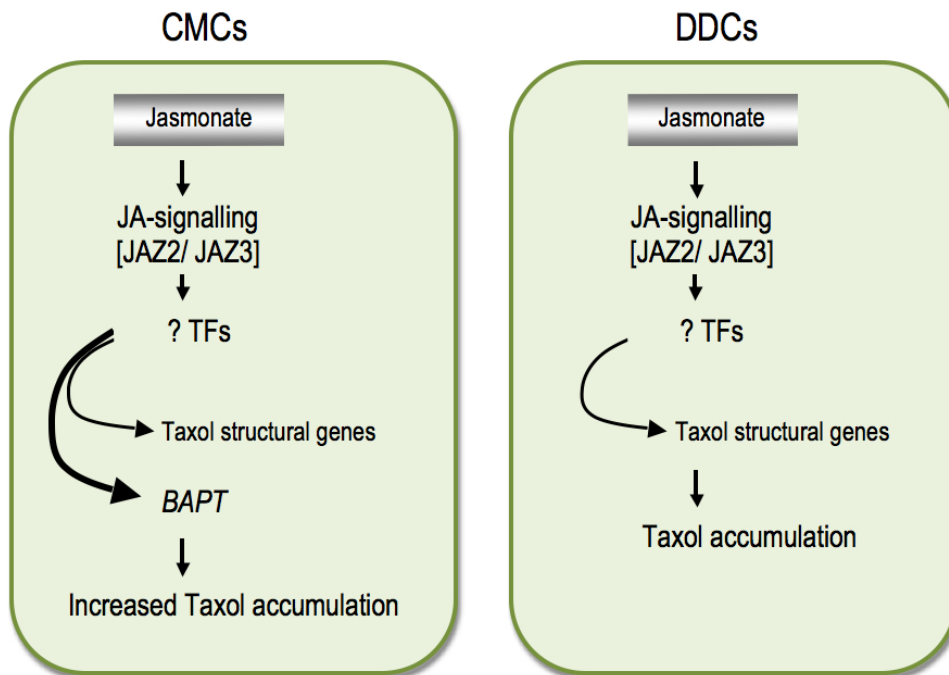 CMCs
Jasmonate
JA-signalling
[JAZ2/ JAZ3]
? TFs
Taxol structural genes
BAPT
Increased Taxol accumulation
DDCs
Jasmonate
JA-signalling
[JAZ2/ JAZ3]
? TFs
Taxol structural genes
Taxol accumulation